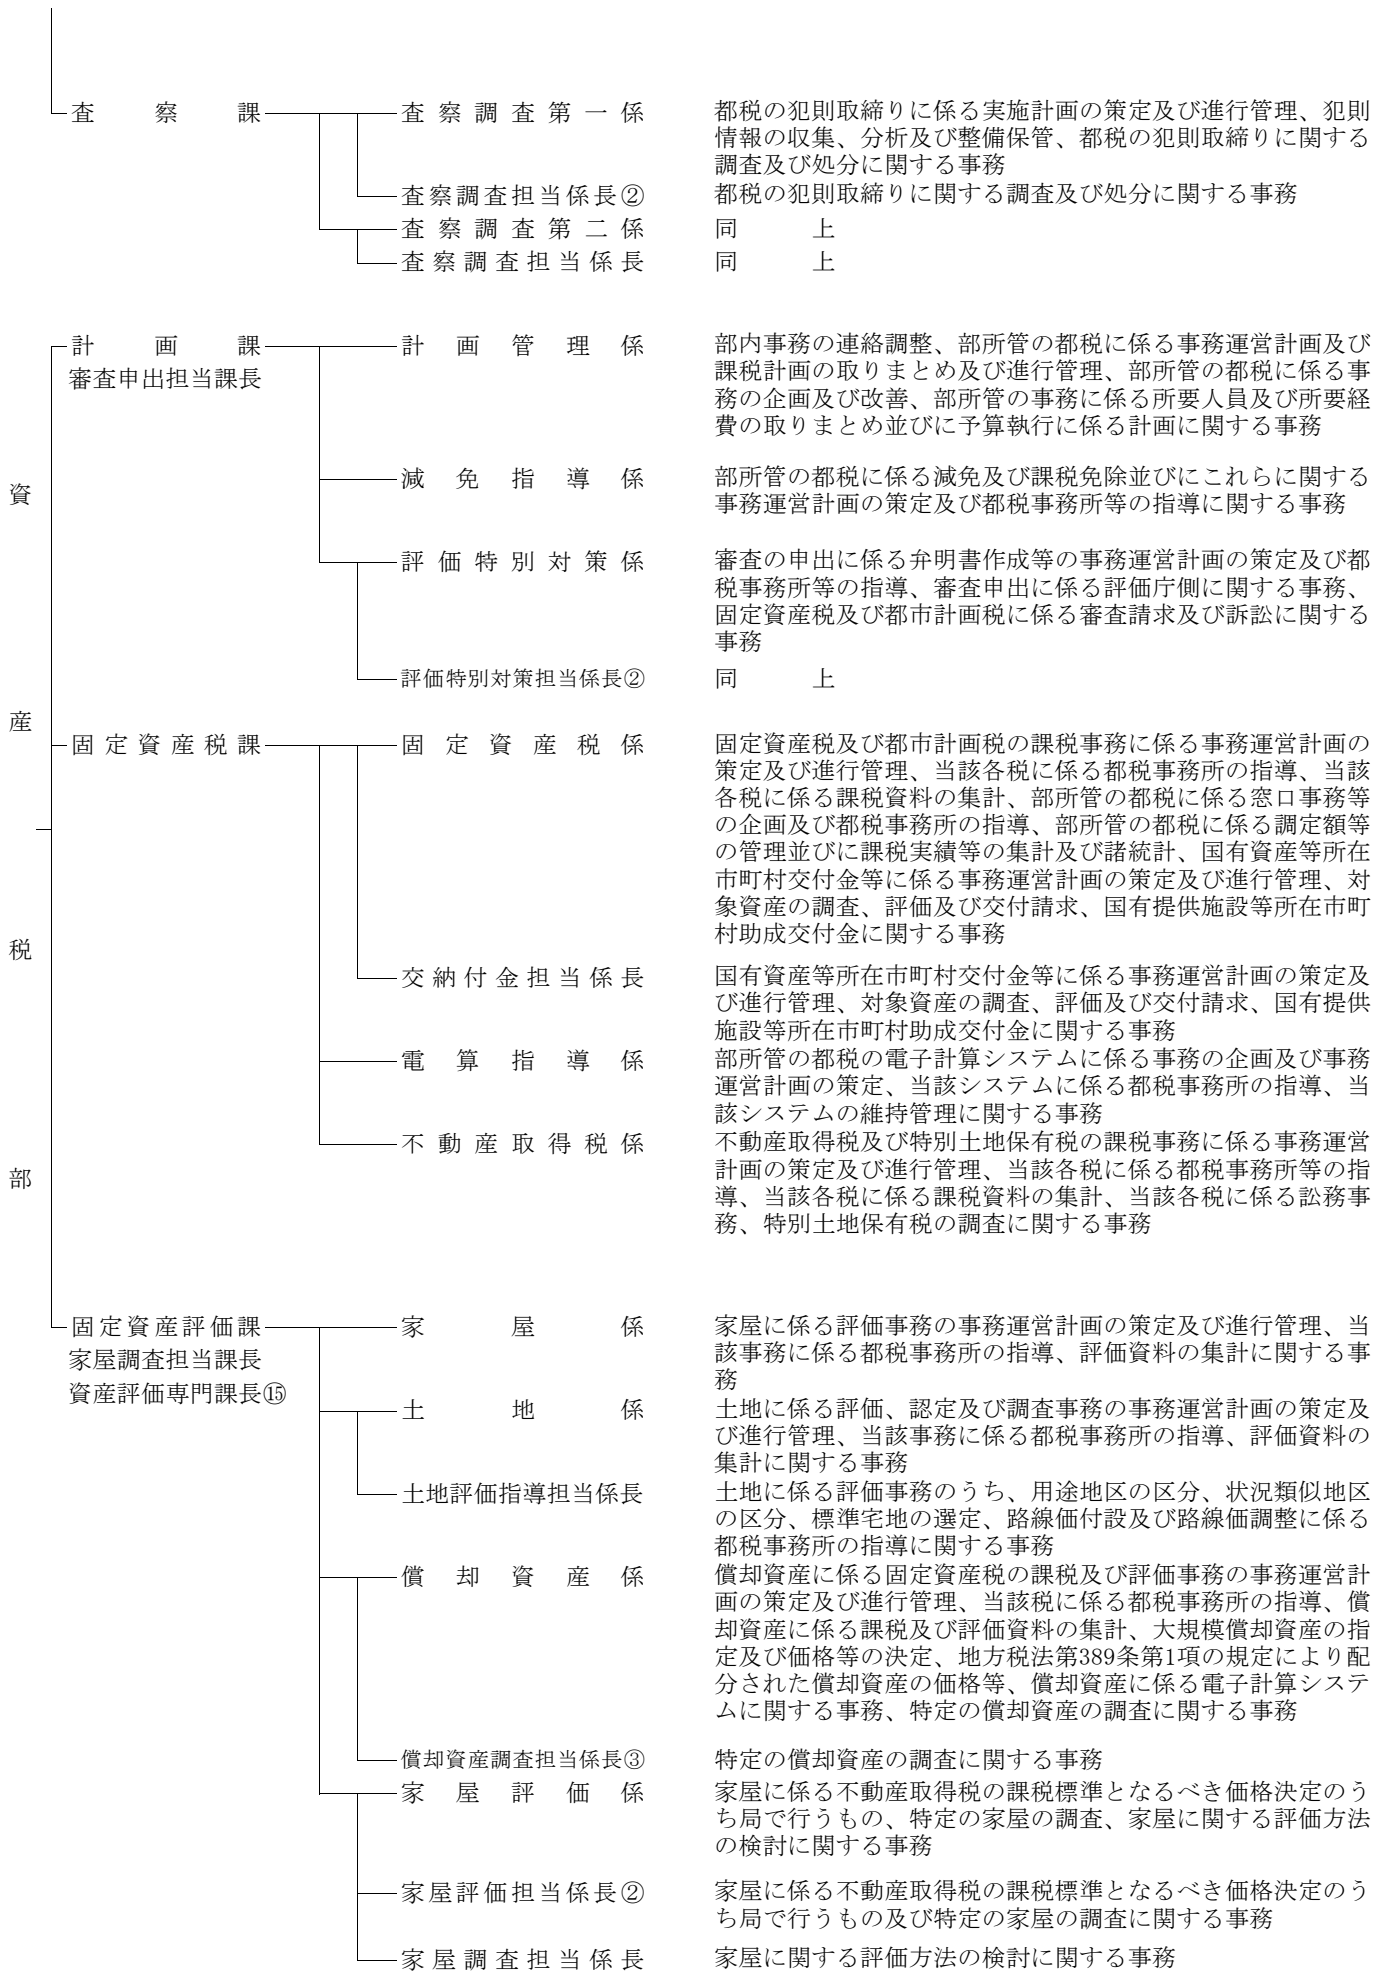 査察課
査察調査第一係
都税の犯則取締りに係る実施計画の策定及び進行管理、犯則
情報の収集、分析及び整備保管、都税の犯則取締りに関する
調査及び処分に関する事務
査察調査担当係長②
都税の犯則取締りに関する調査及び処分に関する事務
査察調査第二係
同上
査察調査担当係長
同上
資産税部
計画課
審査申出担当課長
計画管理係
部内事務の連絡調整、部所管の都税に係る事務運営計画及び
課税計画の取りまとめ及び進行管理、部所管の都税に係る事
務の企画及び改善、部所管の事務に係る所要人員及び所要経
費の取りまとめ並びに予算執行に係る計画に関する事務
減免指導係
部所管の都税に係る減免及び課税免除並びにこれらに関する
事務運営計画の策定及び都税事務所等の指導に関する事務
評価特別対策係
審査の申出に係る弁明書作成等の事務運営計画の策定及び都
税事務所等の指導、審査申出に係る評価庁側に関する事務、
固定資産税及び都市計画税に係る審査請求及び訴訟に関する
事務
評価特別対策担当係長②
同上
固定資産税課
固定資産税係
固定資産税及び都市計画税の課税事務に係る事務運営計画の
策定及び進行管理、当該各税に係る都税事務所の指導、当該
各税に係る課税資料の集計、部所管の都税に係る窓口事務等
の企画及び都税事務所の指導、部所管の都税に係る調定額等
の管理並びに課税実績等の集計及び諸統計、国有資産等所在
市町村交付金等に係る事務運営計画の策定及び進行管理、対
象資産の調査、評価及び交付請求、国有提供施設等所在市町
村助成交付金に関する事務
交納付金担当係長
国有資産等所在市町村交付金等に係る事務運営計画の策定及
び進行管理、対象資産の調査、評価及び交付請求、国有提供
施設等所在市町村助成交付金に関する事務
電算指導係
部所管の都税の電子計算システムに係る事務の企画及び事務
運営計画の策定、当該システムに係る都税事務所の指導、当
該システムの維持管理に関する事務
不動産取得税係
不動産取得税及び特別土地保有税の課税事務に係る事務運営
計画の策定及び進行管理、当該各税に係る都税事務所等の指
導、当該各税に係る課税資料の集計、当該各税に係る訟務事
務、特別土地保有税の調査に関する事務
固定資産評価課
家屋調査担当課長
資産評価専門課長⑮
家屋係
家屋に係る評価事務の事務運営計画の策定及び進行管理、当
該事務に係る都税事務所の指導、評価資料の集計に関する事
務
土地係
土地に係る評価、認定及び調査事務の事務運営計画の策定及
び進行管理、当該事務に係る都税事務所の指導、評価資料の
集計に関する事務
土地評価指導担当係長
土地に係る評価事務のうち、用途地区の区分、状況類似地区
の区分、標準宅地の選定、路線価付設及び路線価調整に係る
都税事務所の指導に関する事務
償却資産係
償却資産に係る固定資産税の課税及び評価事務の事務運営計
画の策定及び進行管理、当該税に係る都税事務所の指導、償
却資産に係る課税及び評価資料の集計、大規模償却資産の指
定及び価格等の決定、地方税法第389条第1項の規定により配
分された償却資産の価格等、償却資産に係る電子計算システ
ムに関する事務、特定の償却資産の調査に関する事務
償却資産調査担当係長③
特定の償却資産の調査に関する事務
家屋評価係
家屋に係る不動産取得税の課税標準となるべき価格決定のう
ち局で行うもの、特定の家屋の調査、家屋に関する評価方法
の検討に関する事務
家屋評価担当係長②
家屋に係る不動産取得税の課税標準となるべき価格決定のう
ち局で行うもの及び特定の家屋の調査に関する事務
家屋調査担当係長
家屋に関する評価方法の検討に関する事務